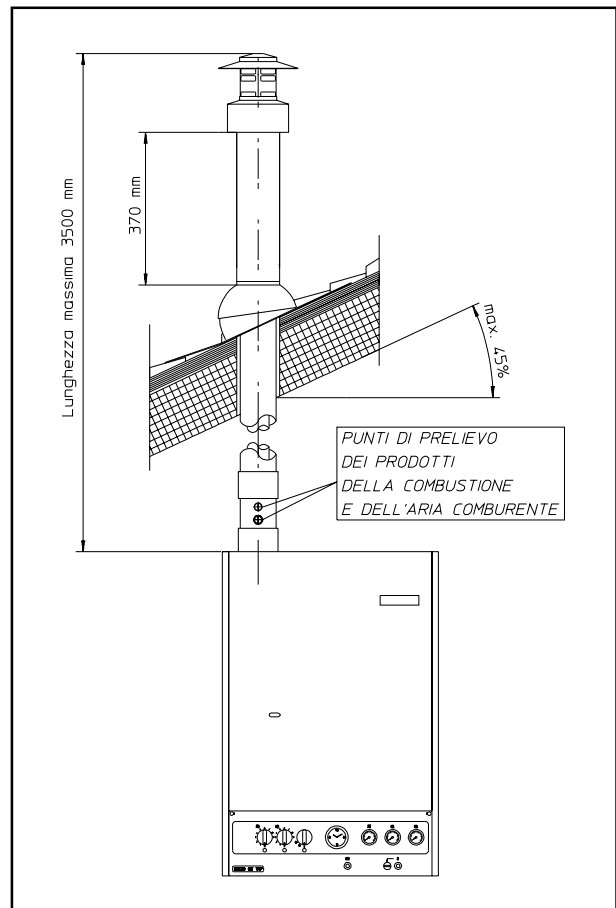 Lunghezza massima 3500 mm
370 mm
max. 45%
PUNTI DI PRELIEVO
DEI PRODOTTI
DELLA COMBUSTIONE
E DELL'ARIA COMBURENTE